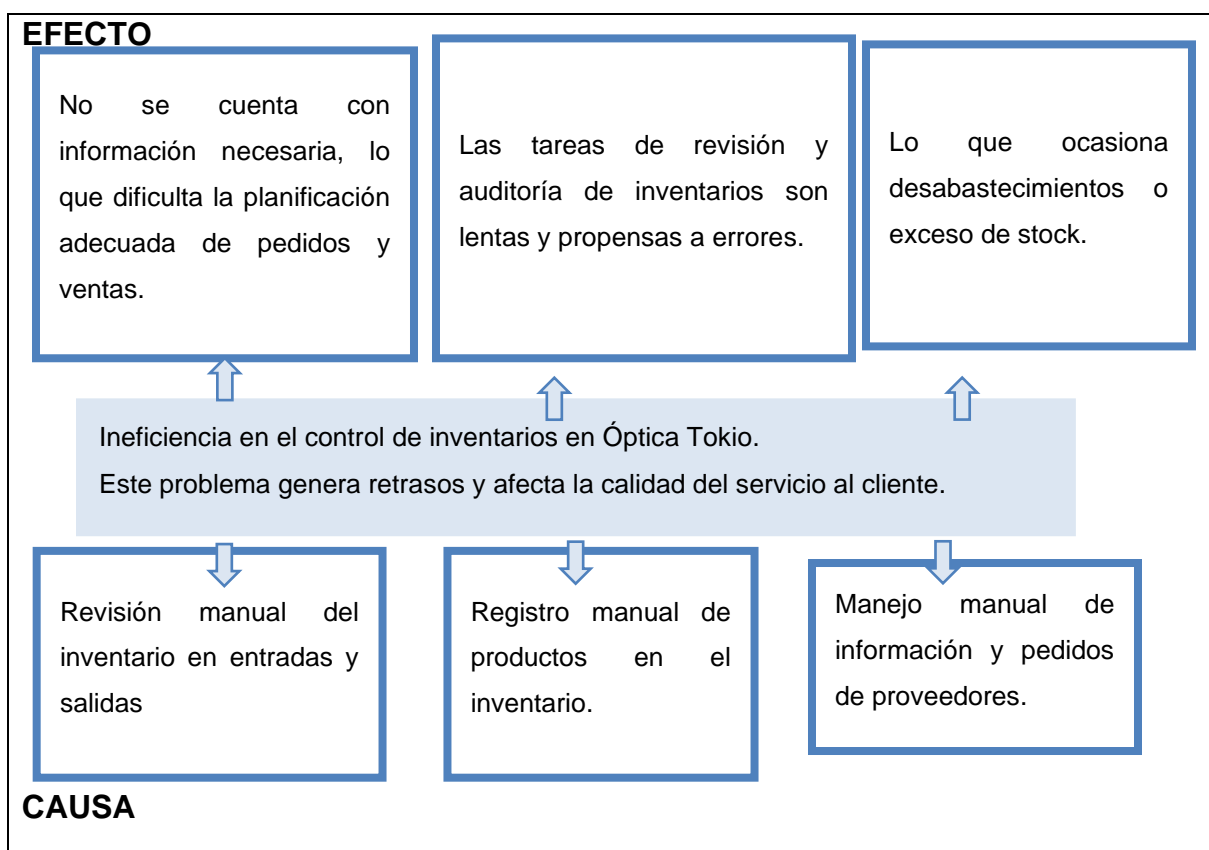 EFECTO
No se cuenta con
información necesaria, lo
que dificulta la planificación
adecuada de pedidos y
ventas.
Las tareas de revisión y
auditoría de inventarios son
lentas y propensas a errores.
Lo que ocasiona
desabastecimientos o
exceso de stock.
Ineficiencia en el control de inventarios en Óptica Tokio.
Este problema genera retrasos y afecta la calidad del servicio al cliente.
Revisión manual del
inventario en entradas y
salidas
Registro manual de
productos en el
inventario.
Manejo manual de
información y pedidos
de proveedores.
CAUSA